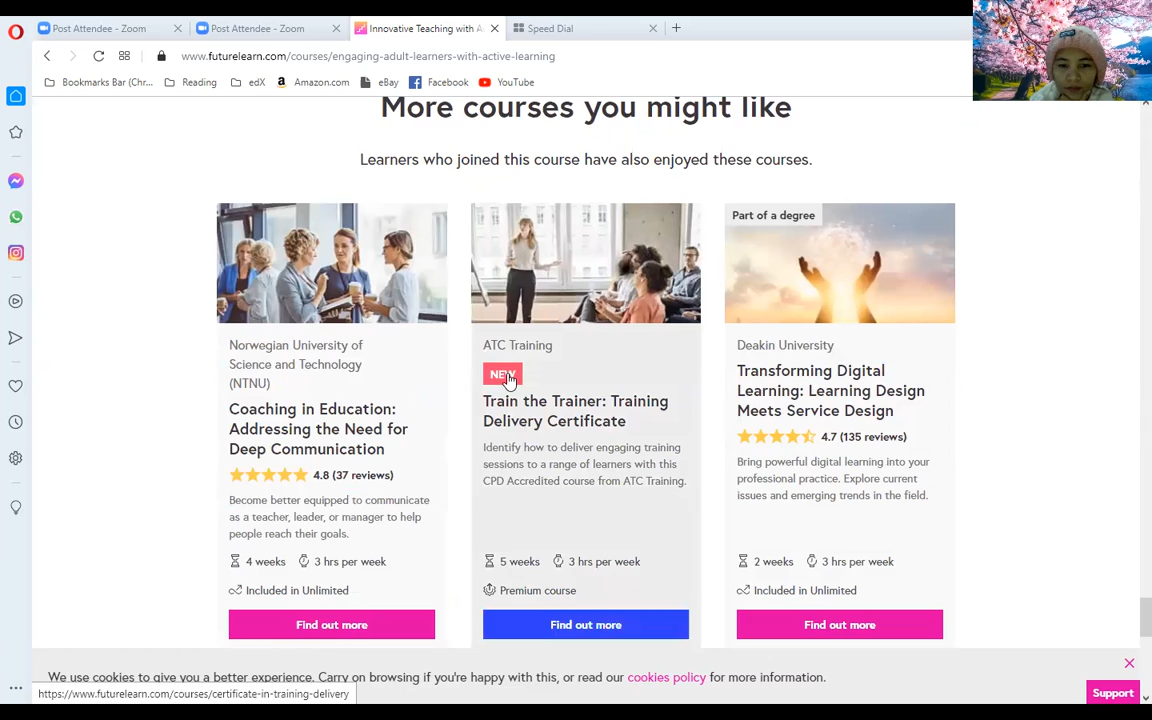 Post Attendee - Zoom
Post Attendee - Zoom
Innovative Teaching with A
Speed Dial
www.futurelearn.com/courses/engaging-adult-learners-with-active-learning
Bookmarks Bar (Chr...
Reading
edX
Amazon.com
eBay
Facebook
YouTube
More courses you might like
Learners who joined this course have also enjoyed these courses.
Norwegian University of
Science and Technology
(NTNU)
Coaching in Education:
Addressing the Need for
Deep Communication
4.8 (37 reviews)
Become better equipped to communicate
as a teacher, leader, or manager to help
people reach their goals.
4 weeks 3 hrs per week
Included in Unlimited
Find out more
ATC Training
NEW
Train the Trainer: Training
Delivery Certificate
Identify how to deliver engaging training
sessions to a range of learners with this
CPD Accredited course from ATC Training.
5 weeks 3 hrs per week
Premium course
Find out more
Part of a degree
Deakin University
Transforming Digital
Learning: Learning Design
Meets Service Design
4.7 (135 reviews)
Bring powerful digital learning into your
professional practice. Explore current
issues and emerging trends in the field.
2 weeks 3 hrs per week
Included in Unlimited
Find out more
We use cookies to give you a better experience. Carry on browsing if you're happy with this, or read our cookies policy for more information.
https://www.futurelearn.com/courses/certificate-in-training-delivery
Support